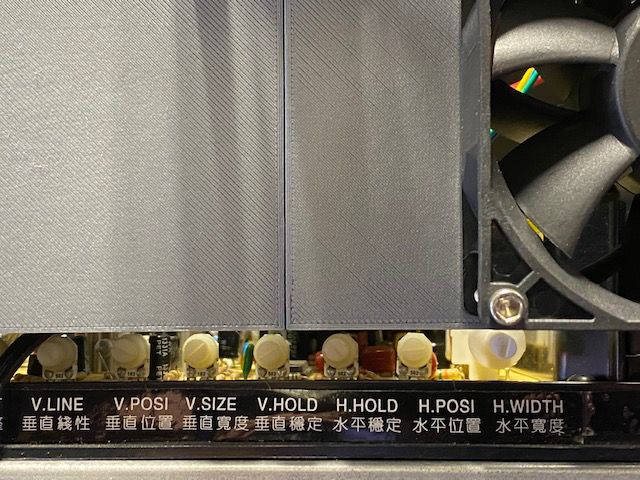 V.LINE V.POSI V.SIZE V.HOLD H.HOLD H.POSI H.WIDTH
垂直綫性 垂直位置 垂直寬度 垂直穩定 水平穩定 水平位置 水平寬度